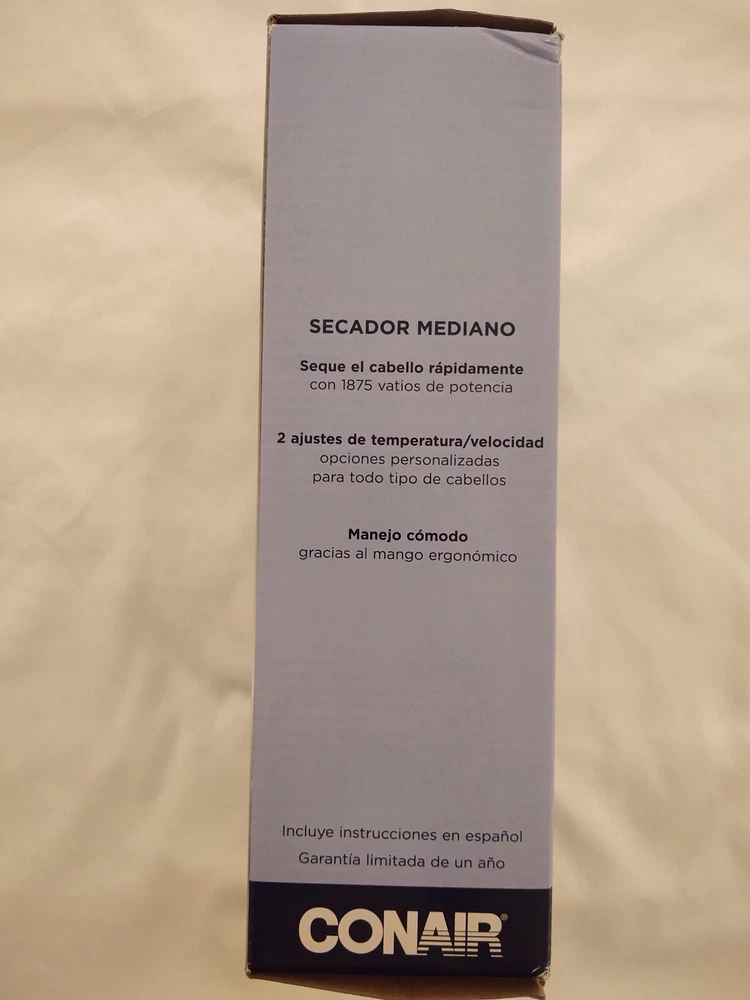 SECADOR MEDIANO
Seque el cabello rápidamente
con 1875 vatios de potencia
2 ajustes de temperatura/velocidad
opciones personalizadas
para todo tipo de cabellos
Manejo cómodo
gracias al mango ergonómico
Incluye instrucciones en español
Garantía limitada de un año
CONAIR®